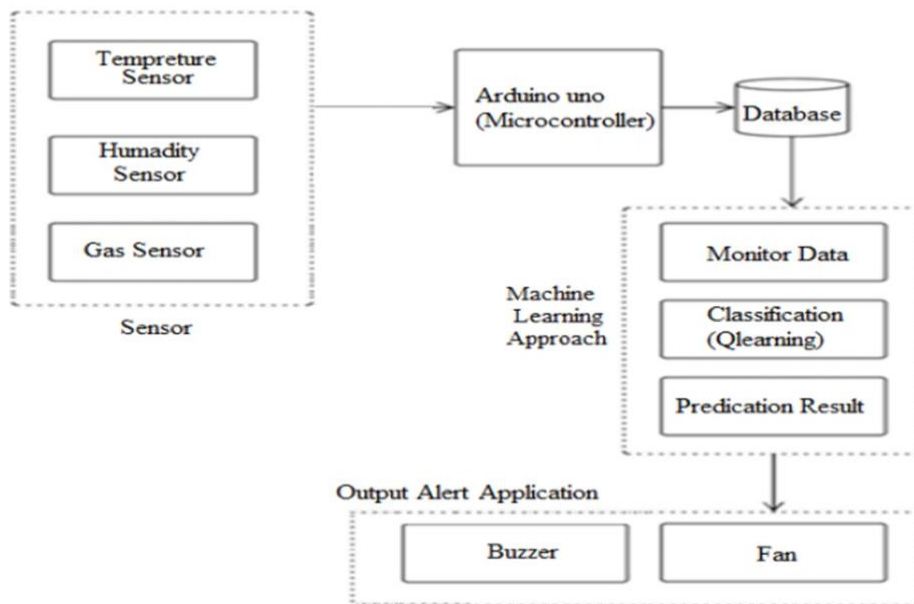 Tempreture
Sensor
Humadity
Sensor
Gas Sensor
Sensor
Arduino uno
(Microcontroller)
Database
Machine
Learning
Approach
Monitor Data
Classification
(Qlearning)
Predication Result
Output Alert Application
Buzzer
Fan